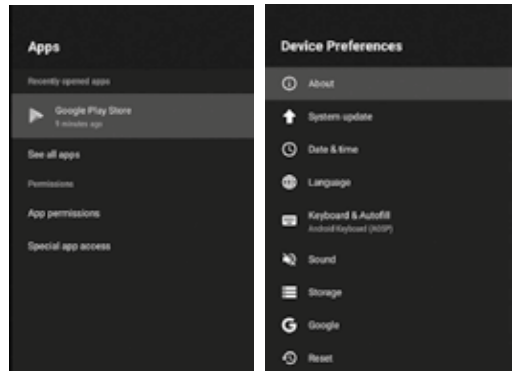 Apps
Recently opened apps
Google Play Store
9 minutes ago
See all apps
Permissions
App permissions
Special app access
Device Preferences
About
System update
Date & time
Language
Keyboard & Autofill
Android Keyboard (AOSP)
Sound
Storage
Google
Reset